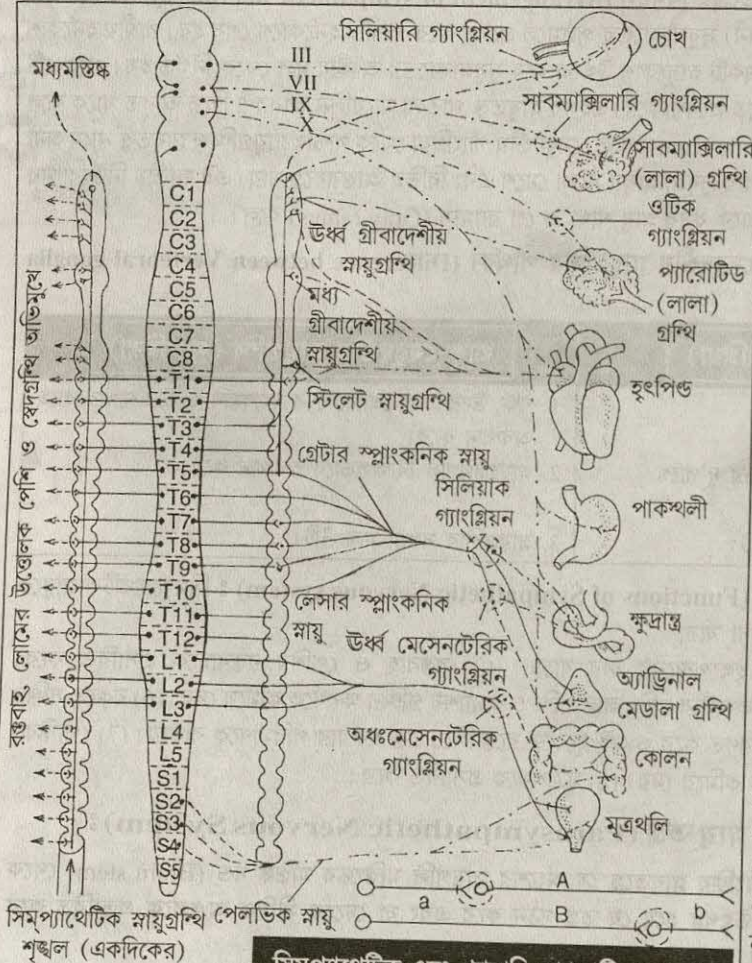 মধ্যমস্তিষ্ক
III
VII
IX
X
সিলিয়ারি গ্যাংগ্লিয়ন
চোখ
সাবম্যাক্সিলারি গ্যাংগ্লিয়ন
সাবম্যাক্সিলারি
(লালা) গ্রন্থি
ওটিক
গ্যাংগ্লিয়ন
প্যারোটিড
(লালা)
গ্রন্থি
ঊর্ধ্ব গ্রীবাদেশীয়
স্নায়ুগ্রন্থি
মধ্য
গ্রীবাদেশীয়
স্নায়ুগ্রন্থি
স্টিলেট স্নায়ুগ্রন্থি
হৃৎপিন্ড
গ্রেটার স্প্লাংকনিক স্নায়ু
সিলিয়াক
গ্যাংগ্লিয়ন
পাকস্থলী
লেসার স্প্লাংকনিক
স্নায়ু
ক্ষুদ্রান্ত্র
ঊর্ধ্ব মেসেনটেরিক
গ্যাংগ্লিয়ন
অ্যাড্রিনাল
মেডালা গ্রন্থি
অধঃমেসেনটেরিক
গ্যাংগ্লিয়ন
কোলন
মূত্রথলি
C1
C2
C3
C4
C5
C6
C7
C8
T1
T2
T3
T4
T5
T6
T7
T8
T9
T10
T11
T12
L1
L2
L3
L4
L5
S1
S2
S3
S4
S5
রক্তবাহ, লোমের উত্তোলক পেশি ও স্বেদগ্রন্থি অভিমুখে
সিম্প্যাথেটিক স্নায়ুগ্রন্থি
শৃঙ্খল (একদিকের)
পেলভিক স্নায়ু
A
a
B
b